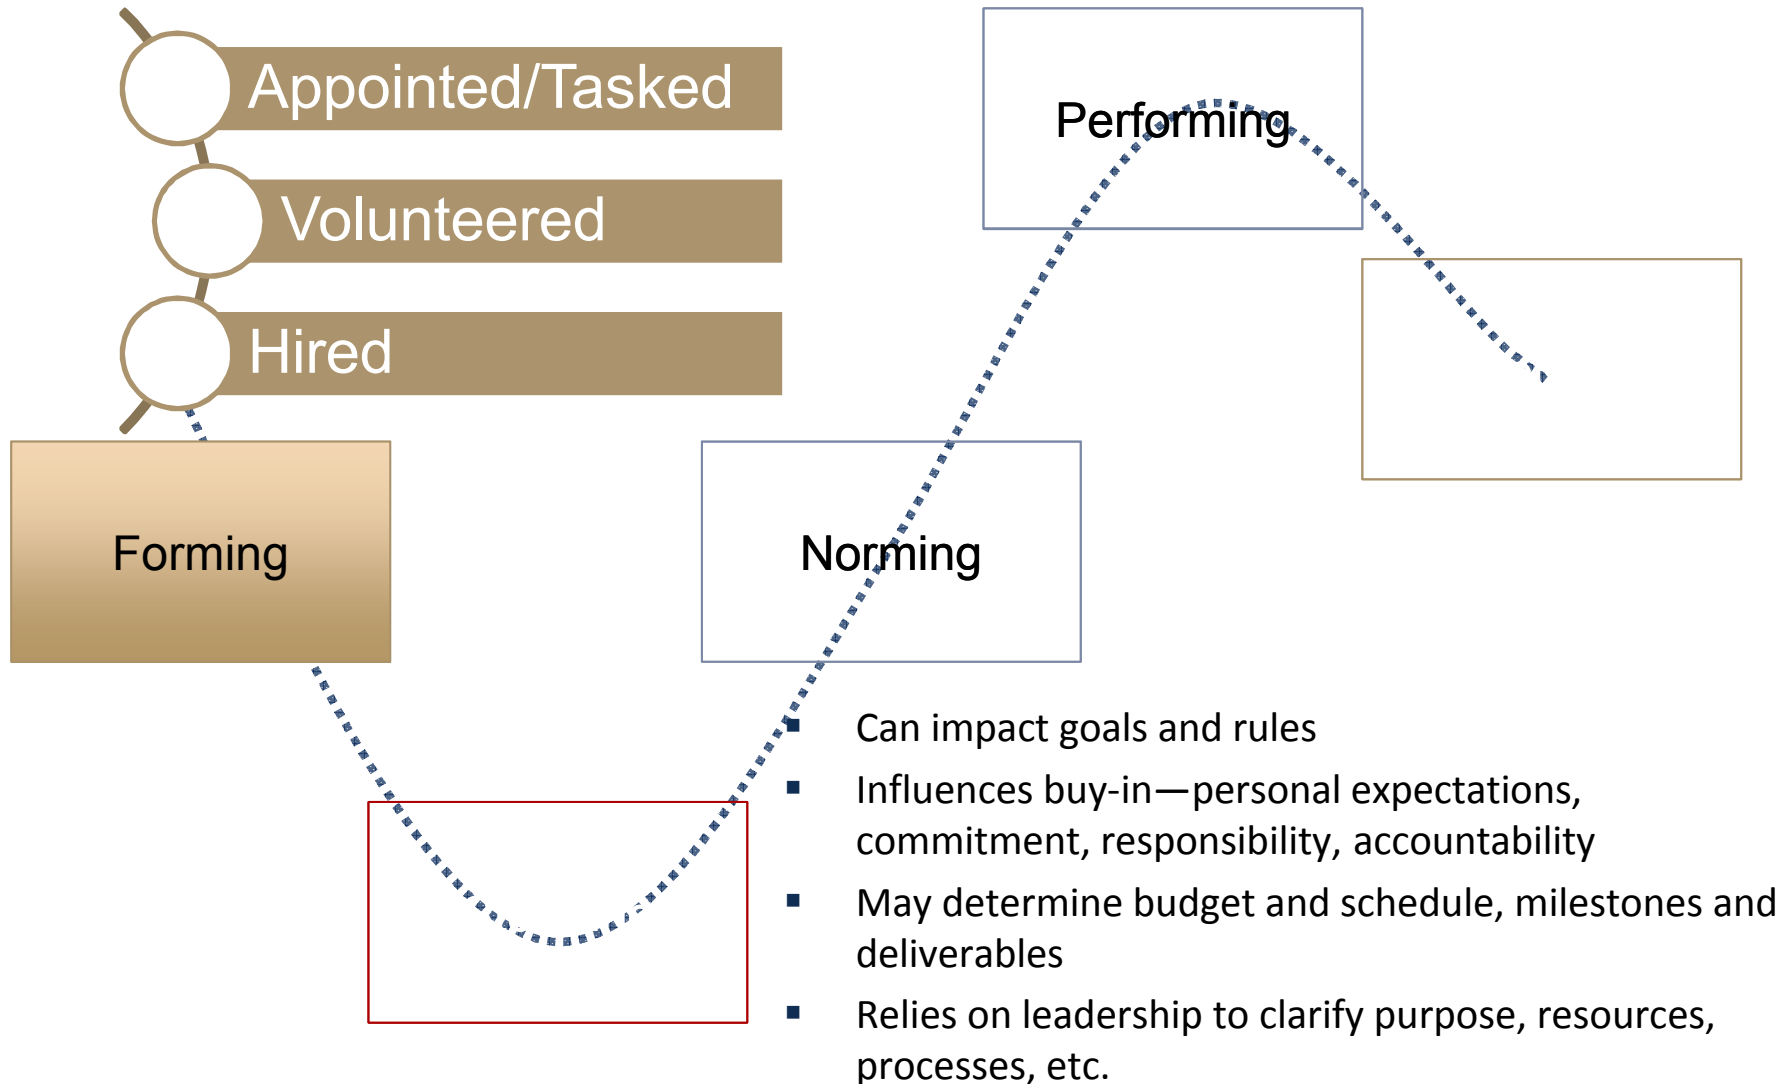 Appointed/Tasked
Volunteered
Hired
Performing
Forming
Norming
▪ Can impact goals and rules
▪ Influences buy-in—personal expectations,
commitment, responsibility, accountability
▪ May determine budget and schedule, milestones and
deliverables
▪ Relies on leadership to clarify purpose, resources,
processes, etc.